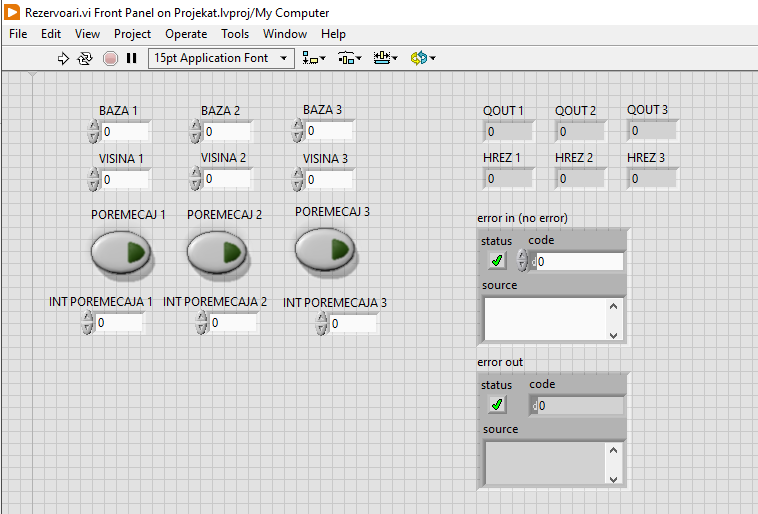 Rezervoari.vi Front Panel on Projekat.lvproj/My Computer
File Edit View Project Operate Tools Window Help
15pt Application Font
BAZA 1 BAZA 2 BAZA 3
0 0 0
VISINA 1 VISINA 2 VISINA 3
0 0 0
POREMECAJ 1 POREMECAJ 2 POREMECAJ 3
INT POREMECAJA 1 INT POREMECAJA 2 INT POREMECAJA 3
0 0 0
QOUT 1 QOUT 2 QOUT 3
0 0 0
HREZ 1 HREZ 2 HREZ 3
0 0 0
error in (no error)
status code
d0
source
error out
status code
d0
source